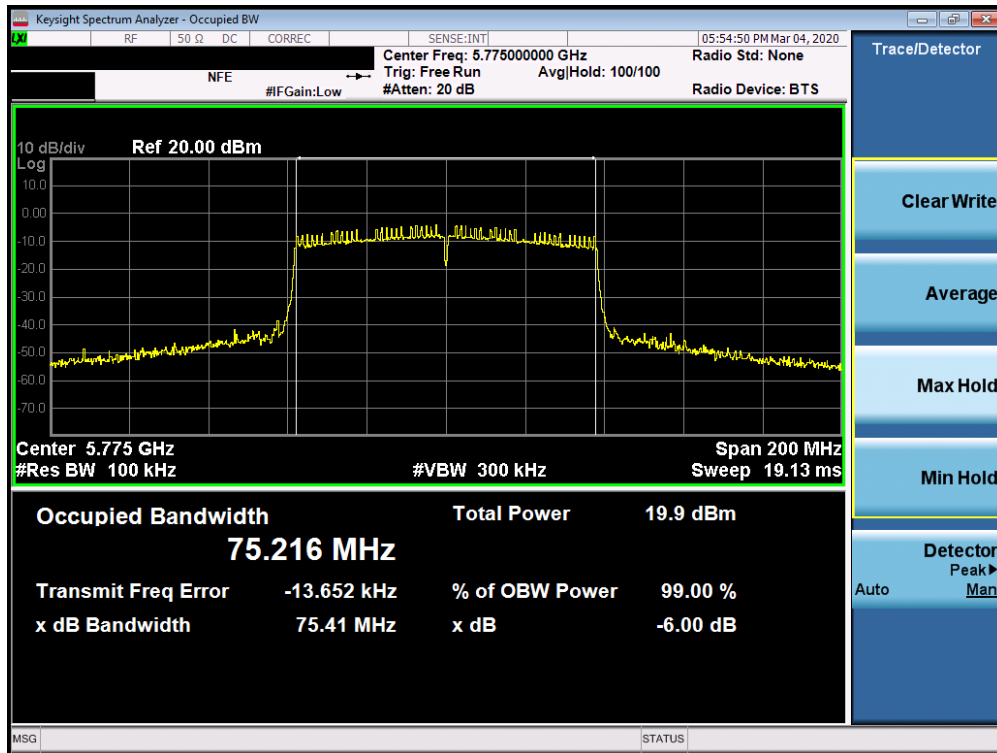 Keysight Spectrum Analyzer - Occupied BW
LXI RF 50 Ω DC CORREC SENSE:INT 05:54:50 PM Mar 04, 2020
Center Freq: 5.775000000 GHz Radio Std: None
NFE Trig: Free Run Avg|Hold: 100/100
#IFGain:Low #Atten: 20 dB Radio Device: BTS
Trace/Detector
10 dB/div Ref 20.00 dBm
Log
10.0
0.00
-10.0
-20.0
-30.0
-40.0
-50.0
-60.0
-70.0
Center 5.775 GHz Span 200 MHz
#Res BW 100 kHz #VBW 300 kHz Sweep 19.13 ms
Occupied Bandwidth Total Power 19.9 dBm
75.216 MHz
Transmit Freq Error -13.652 kHz % of OBW Power 99.00 %
x dB Bandwidth 75.41 MHz x dB -6.00 dB
Clear Write
Average
Max Hold
Min Hold
Detector
Peak▶
Auto Man
MSG STATUS